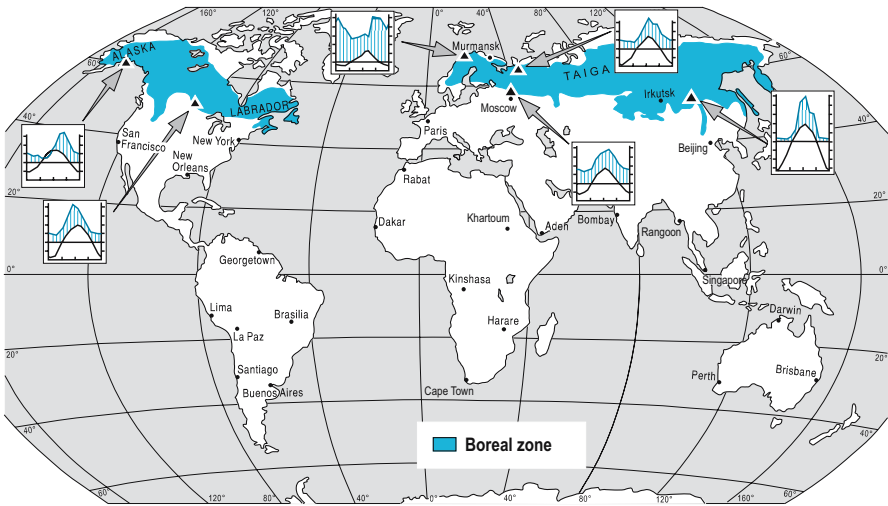 160°
120°
0°
40°
120°
160°
60°
60°
ALASKA
Murmansk
TAIGA
LABRADOR
Irkutsk
Moscow
40°
40°
San
Francisco
New York
Paris
Beijing
New
Orleans
Rabat
20°
20°
Dakar
Khartoum
Aden
Bombay
Rangoon
Georgetown
0°
0°
Kinshasa
Singapore
Lima
Brasilia
Darwin
La Paz
Harare
20°
20°
Santiago
Perth
Brisbane
Buenos Aires
Cape Town
40°
40°
Boreal zone
60°
120°
80°
40°
0°
40°
80°
120°
160°
60°